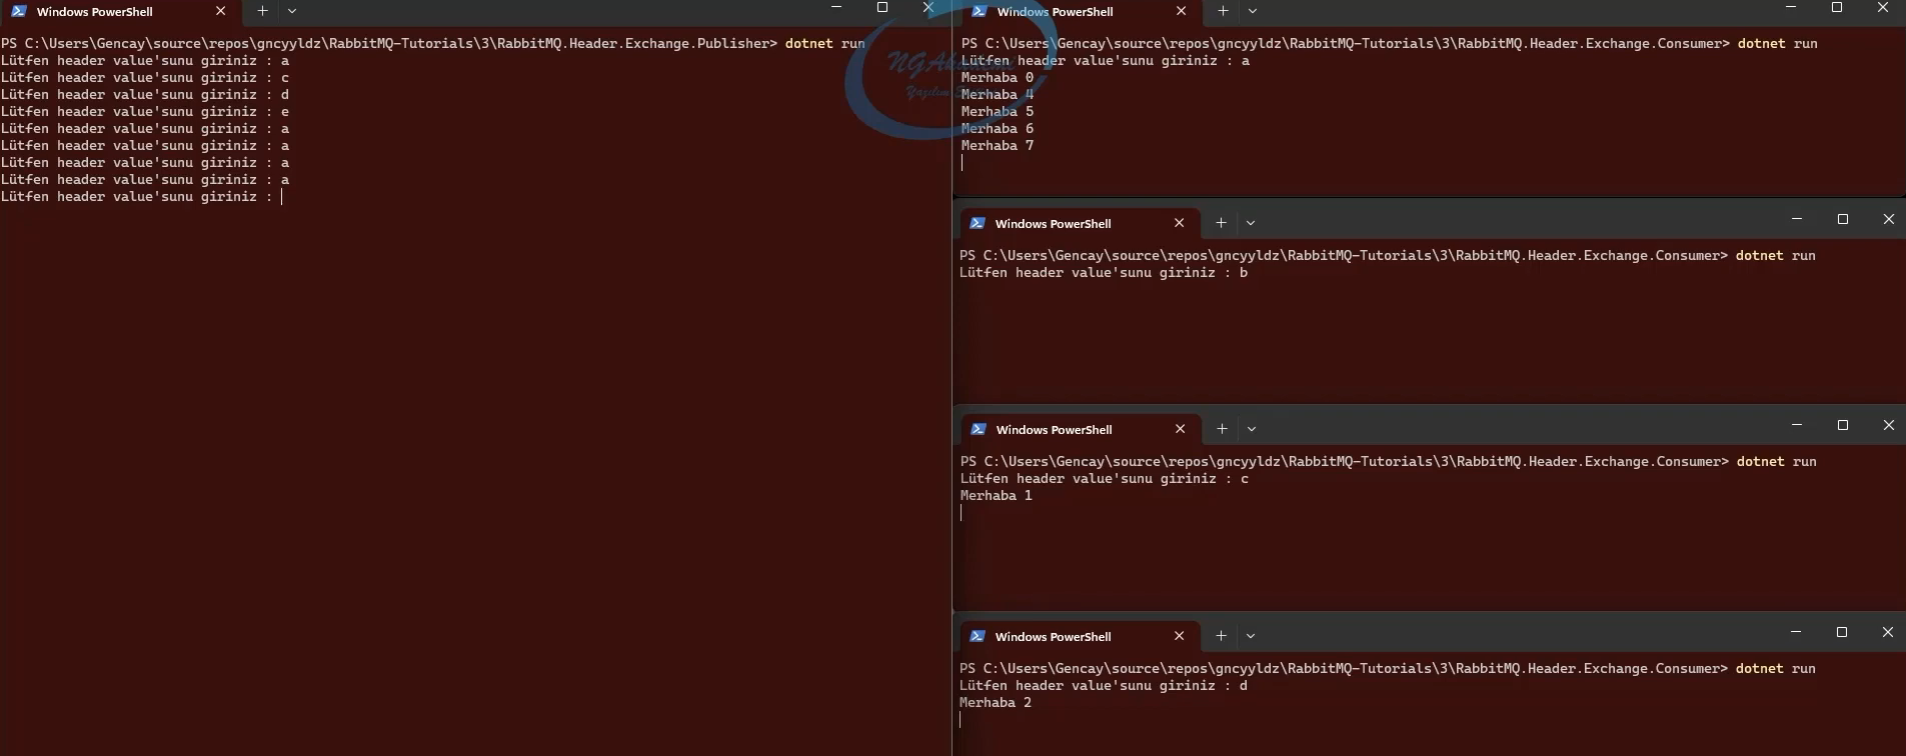 Windows PowerShell
PS C:\Users\Gencay\source\repos\gncyyldz\RabbitMQ-Tutorials\3\RabbitMQ.Header.Exchange.Publisher> dotnet run
Lütfen header value'sunu giriniz : a
Lütfen header value'sunu giriniz : c
Lütfen header value'sunu giriniz : d
Lütfen header value'sunu giriniz : e
Lütfen header value'sunu giriniz : a
Lütfen header value'sunu giriniz : a
Lütfen header value'sunu giriniz : a
Lütfen header value'sunu giriniz : a
Lütfen header value'sunu giriniz :
Windows PowerShell
PS C:\Users\Gencay\source\repos\gncyyldz\RabbitMQ-Tutorials\3\RabbitMQ.Header.Exchange.Consumer> dotnet run
Lütfen header value'sunu giriniz : a
Merhaba 0
Merhaba 4
Merhaba 5
Merhaba 6
Merhaba 7
Windows PowerShell
PS C:\Users\Gencay\source\repos\gncyyldz\RabbitMQ-Tutorials\3\RabbitMQ.Header.Exchange.Consumer> dotnet run
Lütfen header value'sunu giriniz : b
Windows PowerShell
PS C:\Users\Gencay\source\repos\gncyyldz\RabbitMQ-Tutorials\3\RabbitMQ.Header.Exchange.Consumer> dotnet run
Lütfen header value'sunu giriniz : c
Merhaba 1
Windows PowerShell
PS C:\Users\Gencay\source\repos\gncyyldz\RabbitMQ-Tutorials\3\RabbitMQ.Header.Exchange.Consumer> dotnet run
Lütfen header value'sunu giriniz : d
Merhaba 2